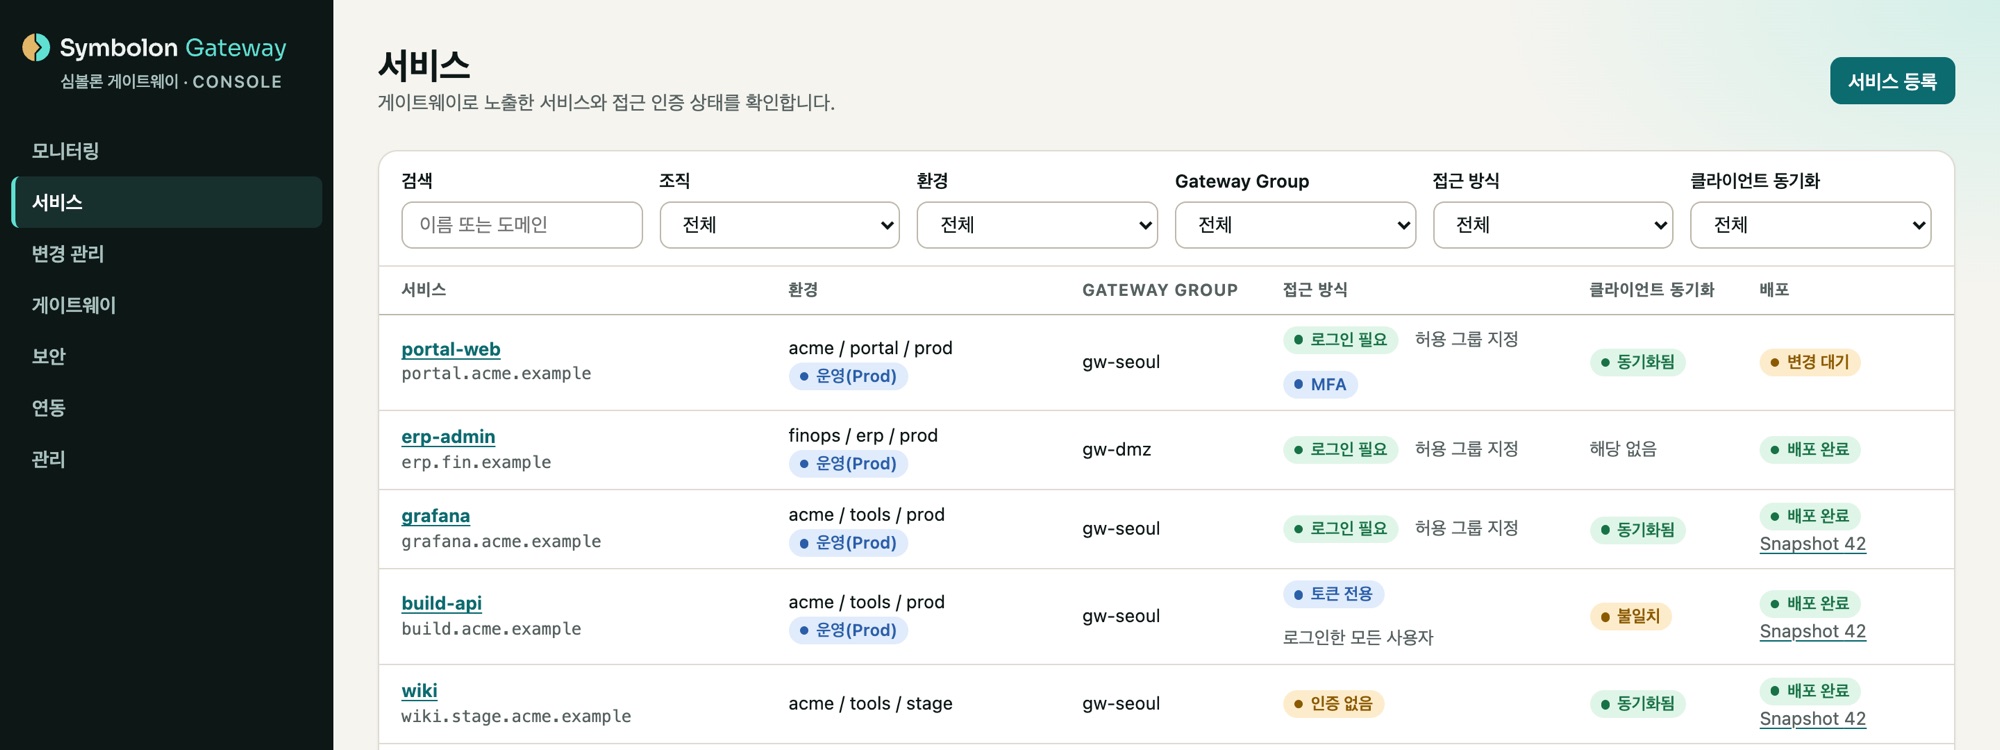 Symbolon Gateway
심볼론 게이트웨이 · CONSOLE
모니터링
서비스
변경 관리
게이트웨이
보안
연동
관리
서비스
게이트웨이로 노출한 서비스와 접근 인증 상태를 확인합니다.
서비스 등록
검색 조직 환경 Gateway Group 접근 방식 클라이언트 동기화
이름 또는 도메인 전체 전체 전체 전체 전체
서비스 환경 GATEWAY GROUP 접근 방식 클라이언트 동기화 배포
portal-web
portal.acme.example
acme / portal / prod
운영(Prod)
gw-seoul
로그인 필요 허용 그룹 지정
MFA
동기화됨
변경 대기
erp-admin
erp.fin.example
finops / erp / prod
운영(Prod)
gw-dmz
로그인 필요 허용 그룹 지정
해당 없음
배포 완료
grafana
grafana.acme.example
acme / tools / prod
운영(Prod)
gw-seoul
로그인 필요 허용 그룹 지정
동기화됨
배포 완료
Snapshot 42
build-api
build.acme.example
acme / tools / prod
운영(Prod)
gw-seoul
토큰 전용
로그인한 모든 사용자
불일치
배포 완료
Snapshot 42
wiki
wiki.stage.acme.example
acme / tools / stage
gw-seoul
인증 없음
동기화됨
배포 완료
Snapshot 42